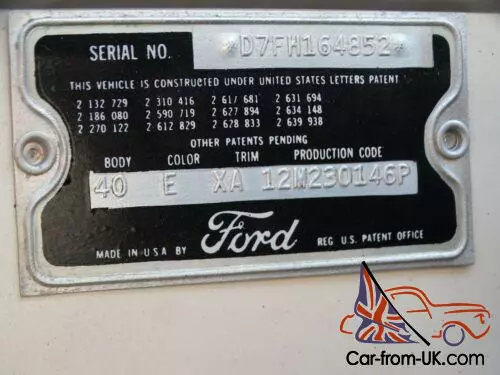 SERIAL NO. *D7FH164852*
THIS VEHICLE IS CONSTRUCTED UNDER UNITED STATES LETTERS PATENT
2 132 729 2 310 416 2 617 681 2 631 694
2 186 080 2 590 719 2 627 894 2 634 148
2 270 122 2 612 829 2 628 833 2 639 938
OTHER PATENTS PENDING
BODY COLOR TRIM PRODUCTION CODE
40 E XA 12M230146P
MADE IN U S A BY Ford REG U.S. PATENT OFFICE
Car-from-UK.com